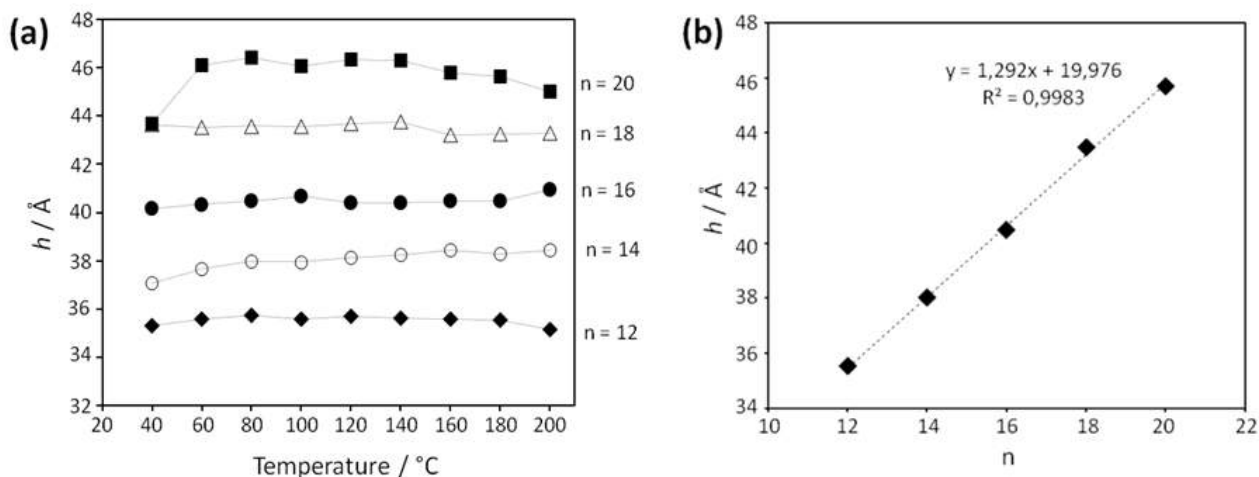 (a)
48
46
44
42
40
38
36
34
32
h / Å
20 40 60 80 100 120 140 160 180 200
Temperature / °C
n = 20
n = 18
n = 16
n = 14
n = 12
(b)
48
46
44
42
40
38
36
34
h / Å
10 12 14 16 18 20 22
n
y = 1,292x + 19,976
R² = 0,9983